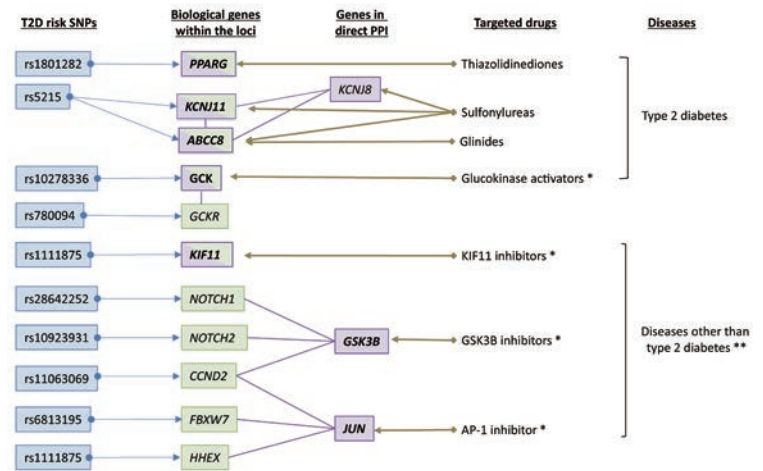 T2D risk SNPs
Biological genes
within the loci
Genes in
direct PPI
Targeted drugs
Diseases
rs1801282
PPARG
Thiazolidinediones
rs5215
KCNJ11
KCNJ8
Sulfonylureas
ABCC8
Glinides
Type 2 diabetes
rs10278336
GCK
Glucokinase activators *
rs780094
GCKR
rs1111875
KIF11
KIF11 inhibitors *
rs28642252
NOTCH1
rs10923931
NOTCH2
GSK3B
GSK3B inhibitors *
Diseases other than
type 2 diabetes **
rs11063069
CCND2
rs6813195
FBXW7
JUN
AP-1 inhibitor *
rs1111875
HHEX